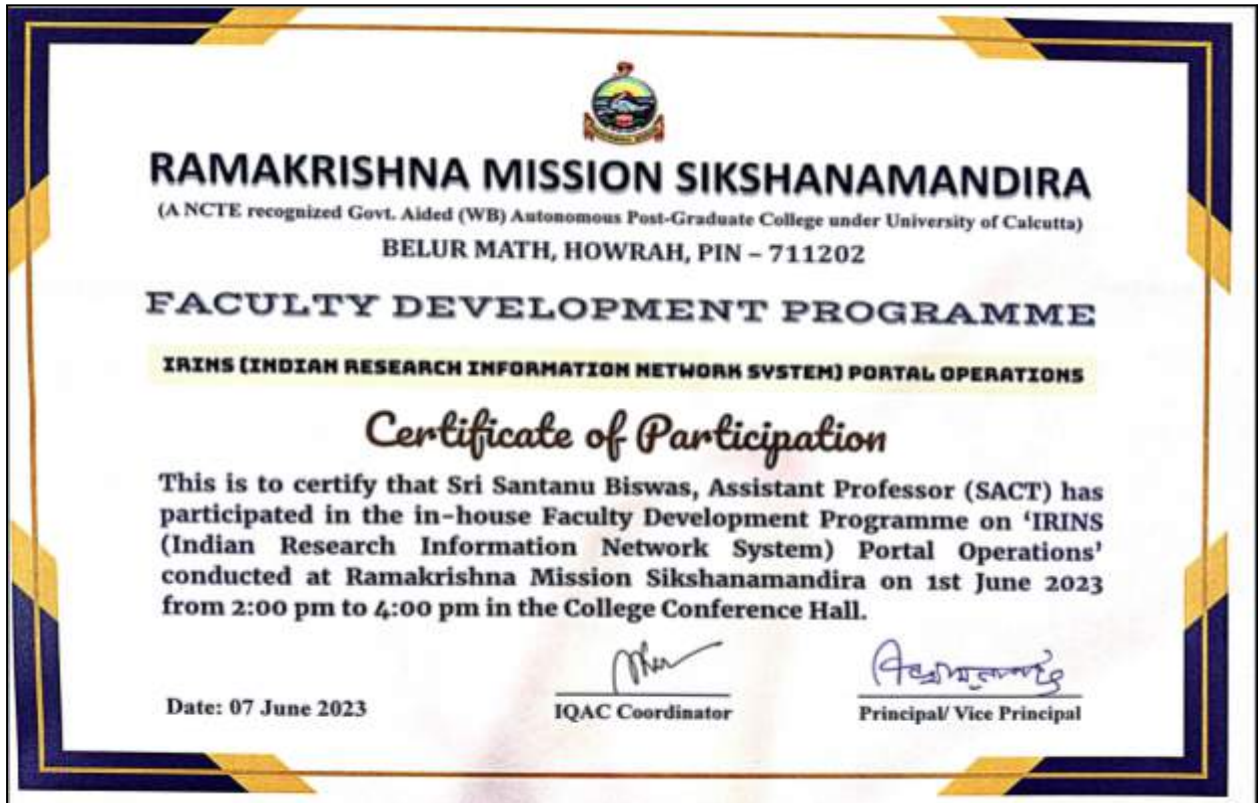 RAMAKRISHNA MISSION SIKSHANAMANDIRA
(A NCTE recognized Govt. Aided (WB) Autonomous Post-Graduate College under University of Calcutta)
BELUR MATH, HOWRAH, PIN – 711202
FACULTY DEVELOPMENT PROGRAMME
IRINS (INDIAN RESEARCH INFORMATION NETWORK SYSTEM) PORTAL OPERATIONS
Certificate of Participation
This is to certify that Sri Santanu Biswas, Assistant Professor (SACT) has
participated in the in-house Faculty Development Programme on ‘IRINS
(Indian Research Information Network System) Portal Operations’
conducted at Ramakrishna Mission Sikshanamandira on 1st June 2023
from 2:00 pm to 4:00 pm in the College Conference Hall.
Date: 07 June 2023
IQAC Coordinator
Principal/ Vice Principal